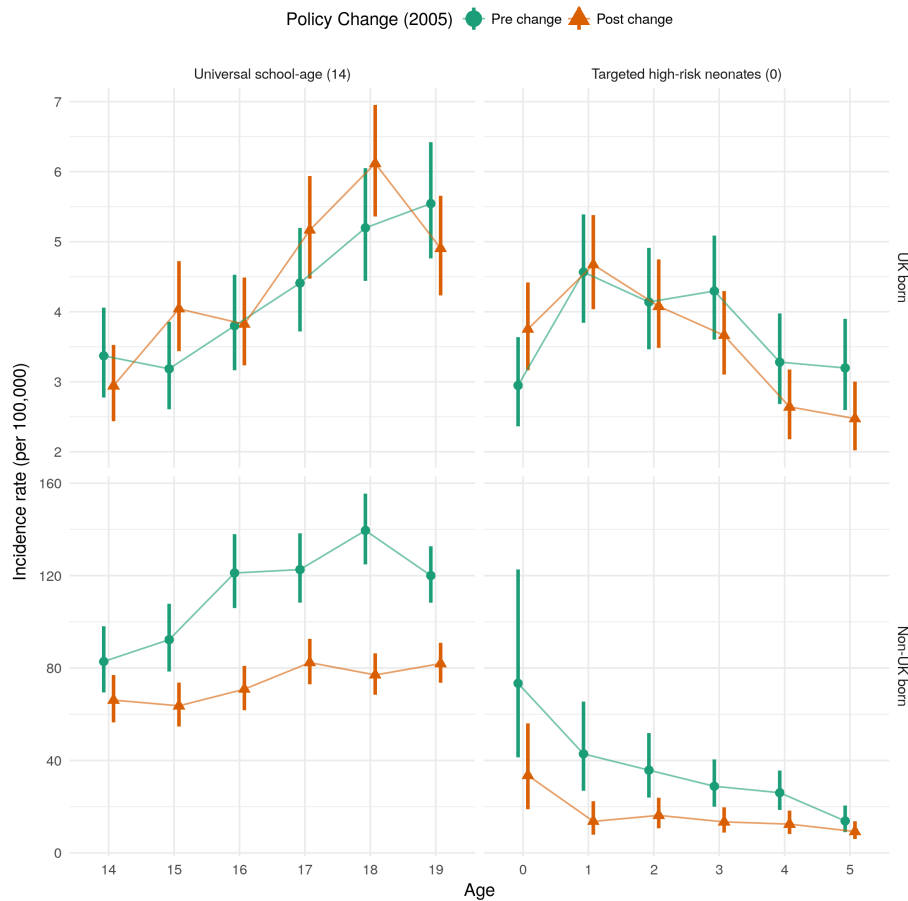 Policy Change (2005) Pre change Post change
Universal school-age (14) Targeted high-risk neonates (0)
7
6
5
4
3
2
UK born
160
120
80
40
0
Non-UK born
Incidence rate (per 100,000)
14 15 16 17 18 19 0 1 2 3 4 5
Age